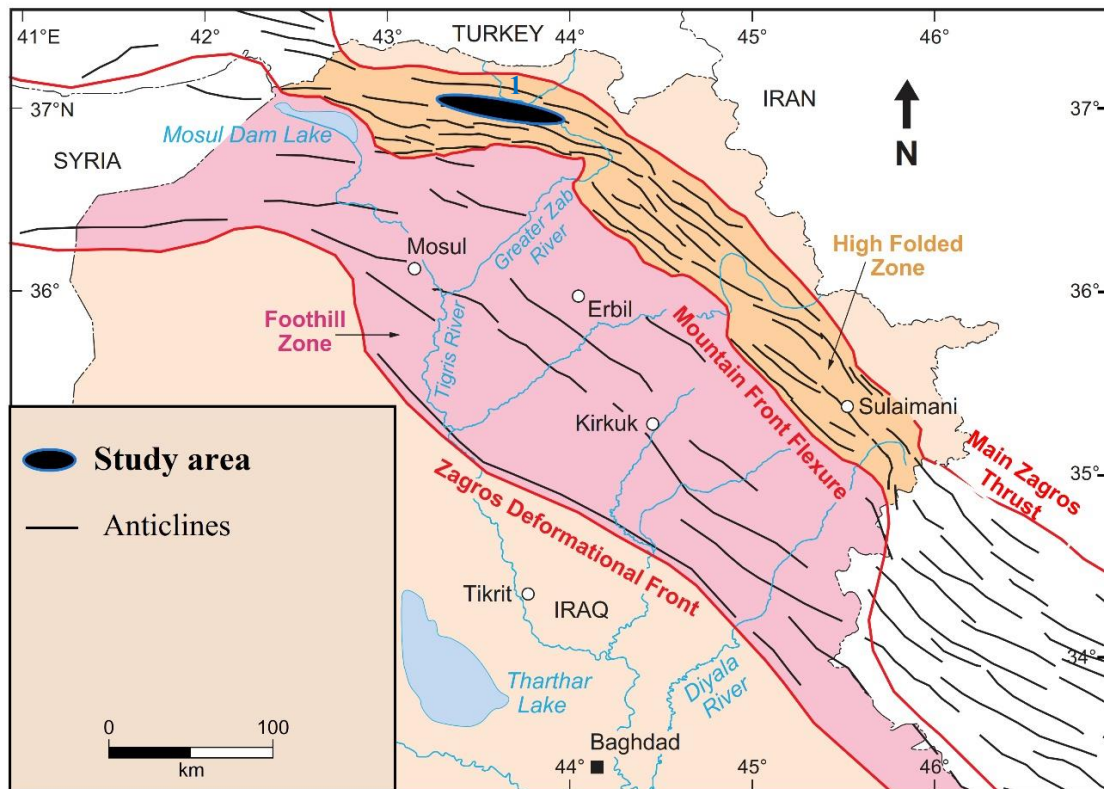 41°E
42°
43°
TURKEY
44°
45°
46°
1
37°N
IRAN
37°
Mosul Dam Lake
N
SYRIA
Greater Zab
River
Mosul
High Folded
Zone
36°
36°
Erbil
Foothill
Zone
Tigris River
Mountain Front Flexure
Sulaimani
Kirkuk
Study area
Main Zagros
Thrust
35°
Zagros Deformational Front
Anticlines
Tikrit
IRAQ
34°
Tharthar
Lake
Diyala
River
0
100
km
Baghdad
44°
45°
46°